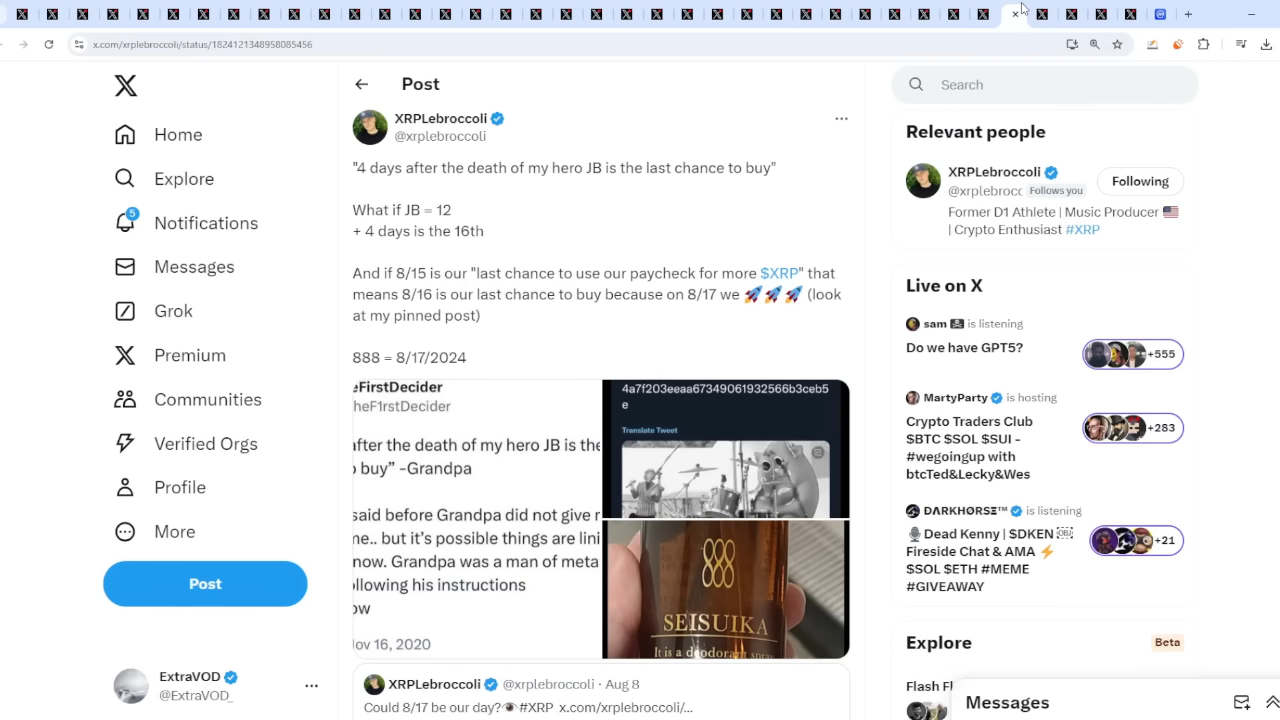 x.com/xrplebroccoli/status/1824121348958085456
Post
Search
XRPLebroccoli
@xrplebroccoli
"4 days after the death of my hero JB is the last chance to buy"
What if JB = 12
+ 4 days is the 16th
And if 8/15 is our "last chance to use our paycheck for more $XRP" that
means 8/16 is our last chance to buy because on 8/17 we 🚀🚀🚀 (look
at my pinned post)
888 = 8/17/2024
eFirstDecider
heF1rstDecider
after the death of my hero JB is the
o buy” -Grandpa
said before Grandpa did not give
me.. but it’s possible things are lini
now. Grandpa was a man of meta
ollowing his instructions
ow
lov 16, 2020
4a7f203eeaa67349061932566b3ceb5
e
Translate Tweet
888
SEISUIKA
It is a deodorant spray
XRPLebroccoli @xrplebroccoli · Aug 8
Could 8/17 be our day?👁️ #XRP x.com/xrplebroccoli/...
Home
Explore
5
Notifications
Messages
Grok
Premium
Communities
Verified Orgs
Profile
More
Post
ExtraVOD
@ExtraVOD_
Relevant people
XRPLebroccoli
@xrplebrocc Follows you
Following
Former D1 Athlete | Music Producer 🇺🇸
| Crypto Enthusiast #XRP
Live on X
sam 🏴‍☠️ is listening
Do we have GPT5?
+555
MartyParty is hosting
Crypto Traders Club
$BTC $SOL $SUI -
#wegoingup with
btcTed&Lecky&Wes
+283
DΛRKHØRSΞ™ is listening
🎙️Dead Kenny | $DKEN OBJ
Fireside Chat & AMA ⚡
$SOL $ETH #MEME
#GIVEAWAY
+21
Explore
Beta
Flash Fl
Messages